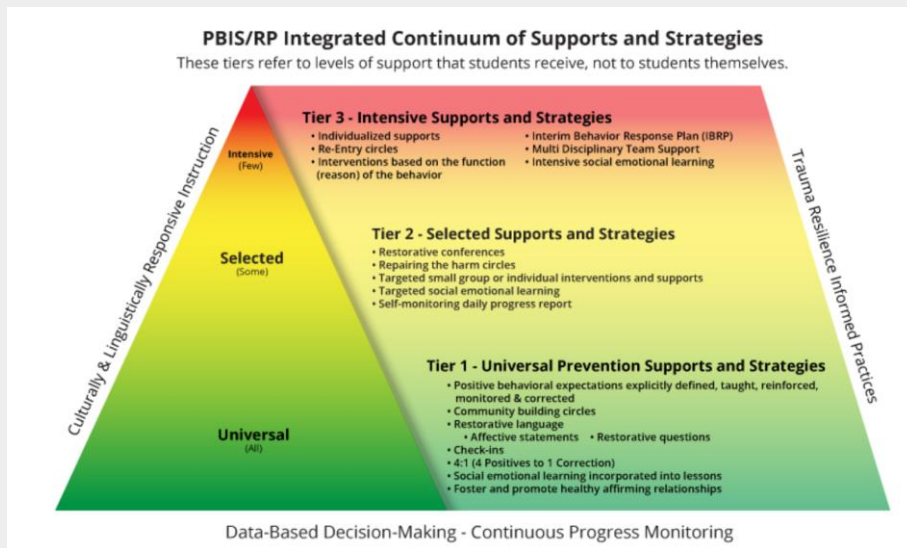 PBIS/RP Integrated Continuum of Supports and Strategies
These tiers refer to levels of support that students receive, not to students themselves.
Culturally & Linguistically Responsive Instruction
Intensive
(Few)
Selected
(Some)
Universal
(All)
Tier 3 - Intensive Supports and Strategies
• Individualized supports
• Re-Entry circles
• Interventions based on the function
(reason) of the behavior
• Interim Behavior Response Plan (IBRP)
• Multi Disciplinary Team Support
• Intensive social emotional learning
Tier 2 - Selected Supports and Strategies
• Restorative conferences
• Repairing the harm circles
• Targeted small group or individual interventions and supports
• Targeted social emotional learning
• Self-monitoring daily progress report
Tier 1 - Universal Prevention Supports and Strategies
• Positive behavioral expectations explicitly defined, taught, reinforced,
monitored & corrected
• Community building circles
• Restorative language
• Affective statements • Restorative questions
• Check-ins
• 4:1 (4 Positives to 1 Correction)
• Social emotional learning incorporated into lessons
• Foster and promote healthy affirming relationships
Trauma Resilience Informed Practices
Data-Based Decision-Making - Continuous Progress Monitoring